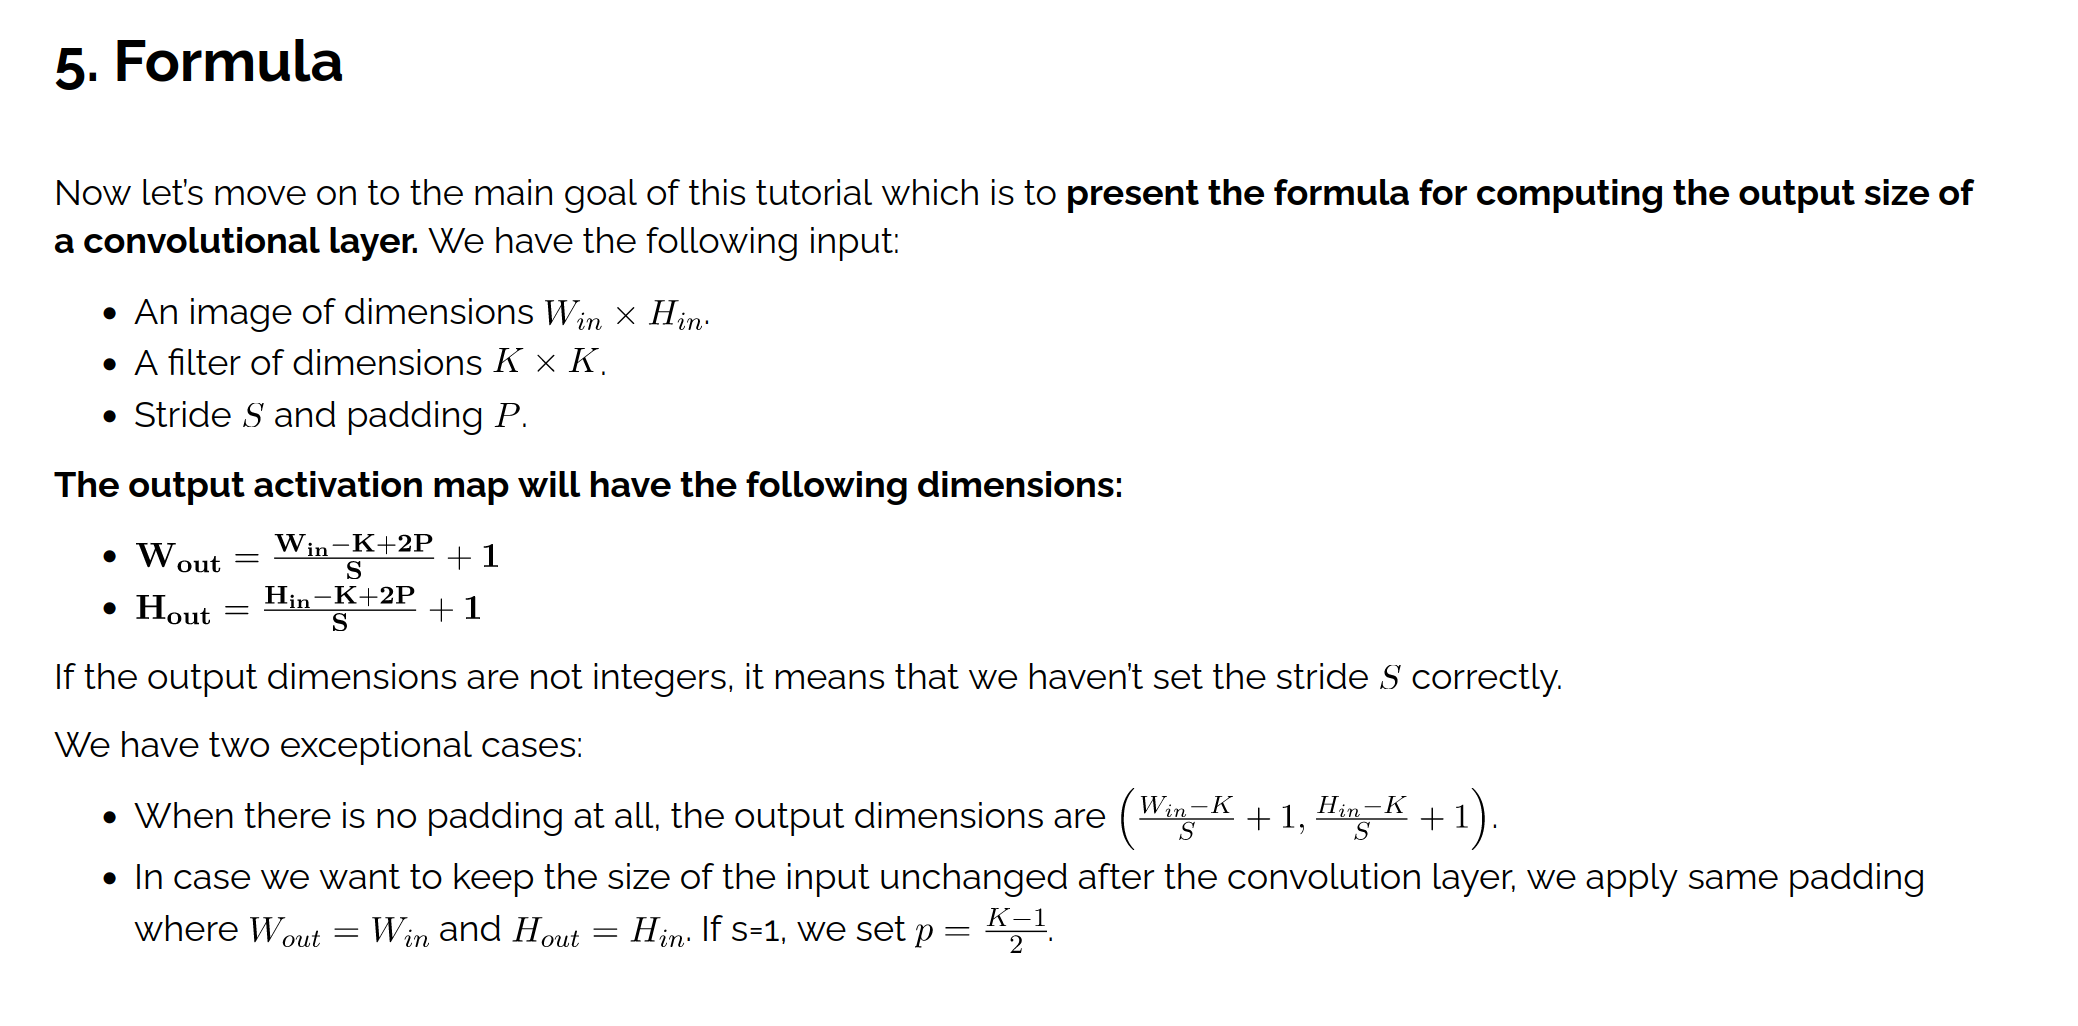 5. Formula
Now let's move on to the main goal of this tutorial which is to present the formula for computing the output size of
a convolutional layer. We have the following input:
• An image of dimensions $W_{in} \times H_{in}$.
• A filter of dimensions $K \times K$.
• Stride $S$ and padding $P$.
The output activation map will have the following dimensions:
• $\mathbf{W_{out} = \frac{W_{in}-K+2P}{S} + 1}$
• $\mathbf{H_{out} = \frac{H_{in}-K+2P}{S} + 1}$
If the output dimensions are not integers, it means that we haven't set the stride $S$ correctly.
We have two exceptional cases:
• When there is no padding at all, the output dimensions are $\left(\frac{W_{in}-K}{S} + 1, \frac{H_{in}-K}{S} + 1\right)$.
• In case we want to keep the size of the input unchanged after the convolution layer, we apply same padding
where $W_{out} = W_{in}$ and $H_{out} = H_{in}$. If s=1, we set $p = \frac{K-1}{2}$.